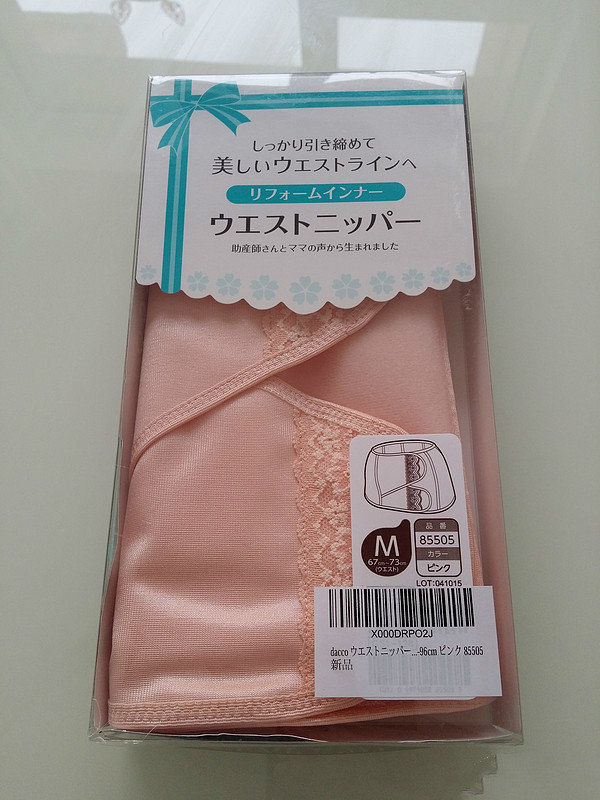 しっかり引き締めて
美しいウエストラインへ
リフォームインナー
ウエストニッパー
助産師さんとママの声から生まれました
M
67cm~73cm
(ウエスト)
品番
85505
カラー
ピンク
LOT:041015
X000DRPO2J
dacco ウエストニッパー...-96cm ピンク 85505
新品